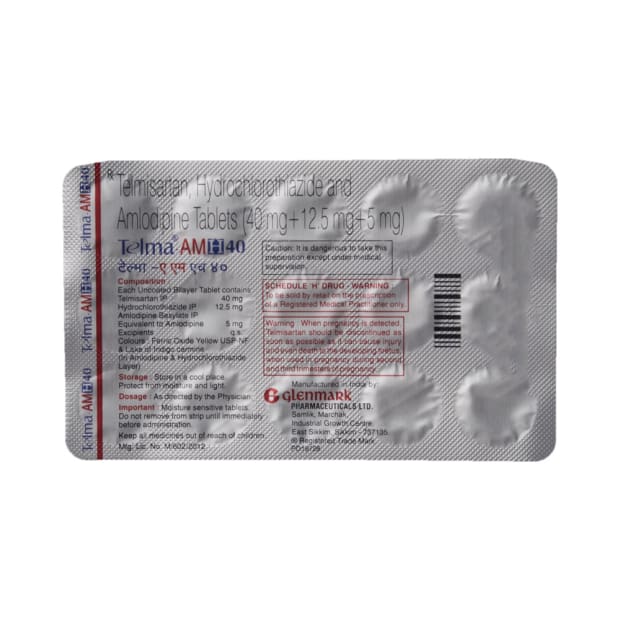 Rx Telmisartan, Hydrochlorothiazide and
Amlodipine Tablets (40 mg+12.5 mg+5 mg)
Telma® AMH40
टेल्मा -ए एम एच ४०
Composition
Each Uncoated Bilayer Tablet contains
Telmisartan IP 40 mg
Hydrochlorothiazide IP 12.5 mg
Amlodipine Besylate IP
Equivalent to Amlodipine 5 mg
Excipients q.s.
Colours : Ferric Oxide Yellow USP-NF
& Lake of Indigo carmine
(In Amlodipine & Hydrochlorothiazide
Layer)
Storage : Store in a cool place.
Protect from moisture and light.
Dosage : As directed by the Physician.
Important : Moisture sensitive tablets.
Do not remove from strip until immediately
before administration.
Keep all medicines out of reach of children.
Mfg. Lic. No. M/602/2012
Caution: It is dangerous to take this
preparation except under medical
supervision.
SCHEDULE 'H' DRUG - WARNING :
To be sold by retail on the prescription
of a Registered Medical Practitioner only.
Warning : When pregnancy is detected,
Telmisartan should be discontinued as
soon as possible as it can cause injury
and even death to the developing foetus,
when used in pregnancy during second
and third trimesters of pregnancy.
Manufactured in India by:
glenmark
PHARMACEUTICALS LTD.
Samlik, Marchak,
Industrial Growth Centre,
East Sikkim, Sikkim - 737135
® Registered Trade Mark
Telma AMH40
Telma AMH40
Telma AMH40